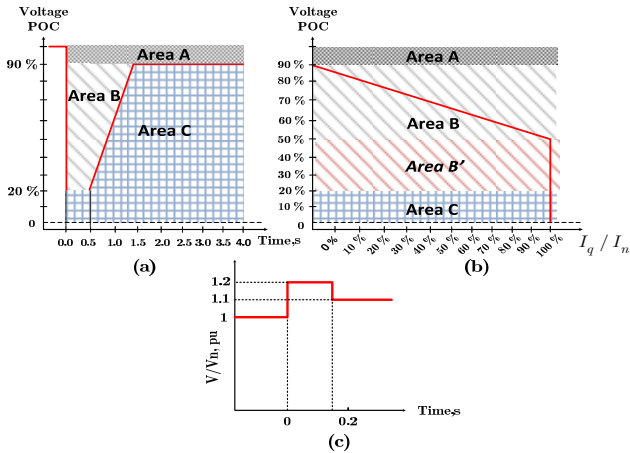 Voltage
POC
90 %
20 %
0
Area A
Area B
Area C
0.0 0.5 1.0 1.5 2.0 2.5 3.0 3.5 4.0 Time,s
(a)
Voltage
POC
90 %
80 %
70 %
60 %
50 %
40 %
30 %
20 %
10 %
0
Area A
Area B
Area B’
Area C
0 % 10 % 20 % 30 % 40 % 50 % 60 % 70 % 80 % 90 % 100 %
I_q / I_n
(b)
V/Vn, pu
1.2
1.1
1
0 0.2
Time,s
(c)